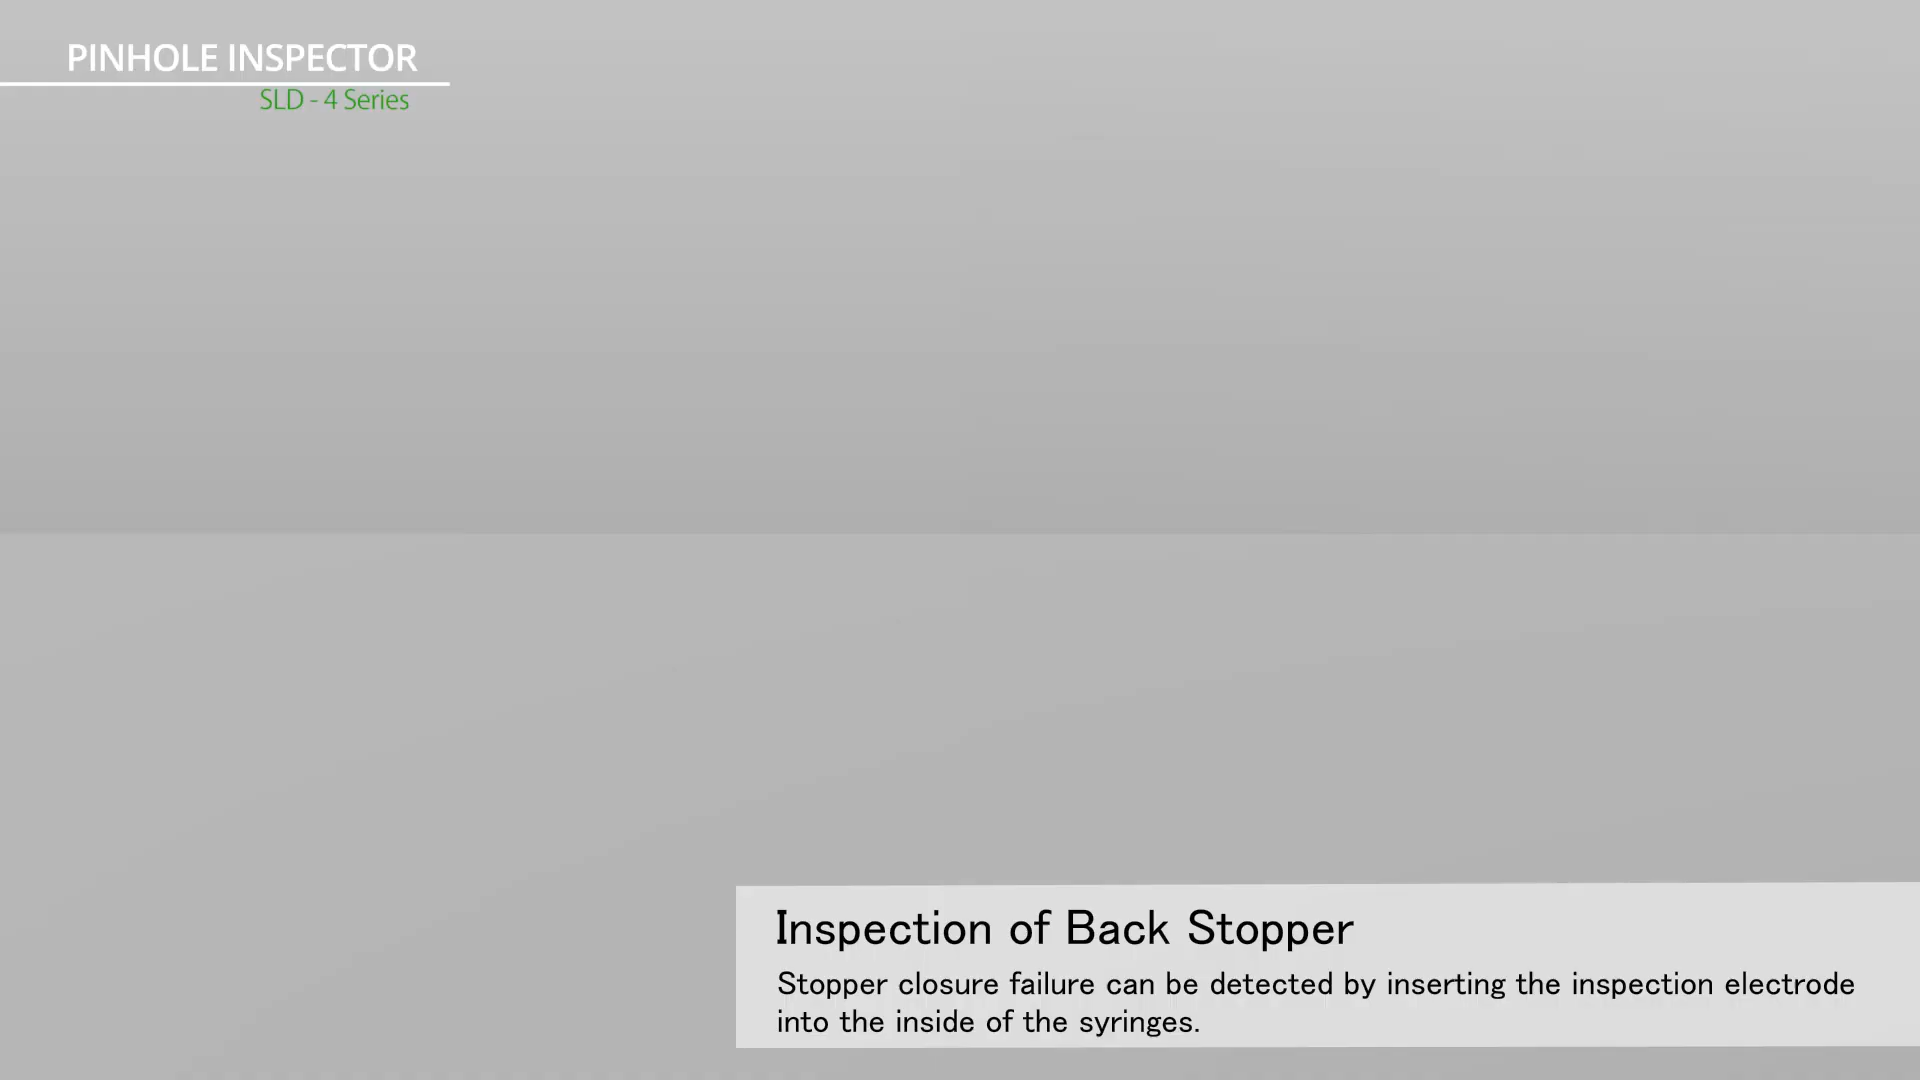 PINHOLE INSPECTOR
SLD - 4 Series
Inspection of Back Stopper
Stopper closure failure can be detected by inserting the inspection electrode
into the inside of the syringes.